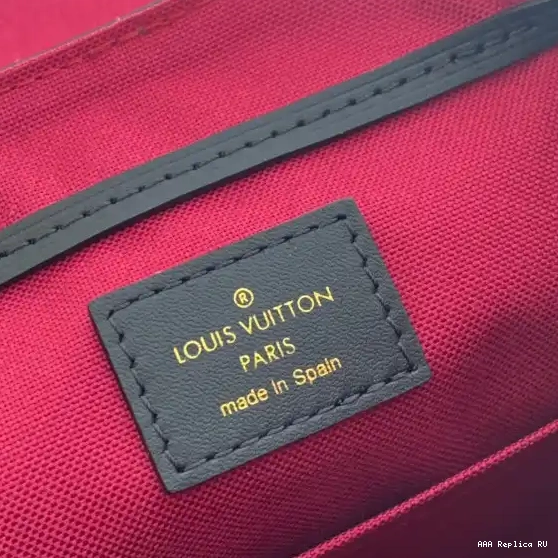 ®
LOUIS VUITTON
PARIS
made in Spain
AAA Replica RU